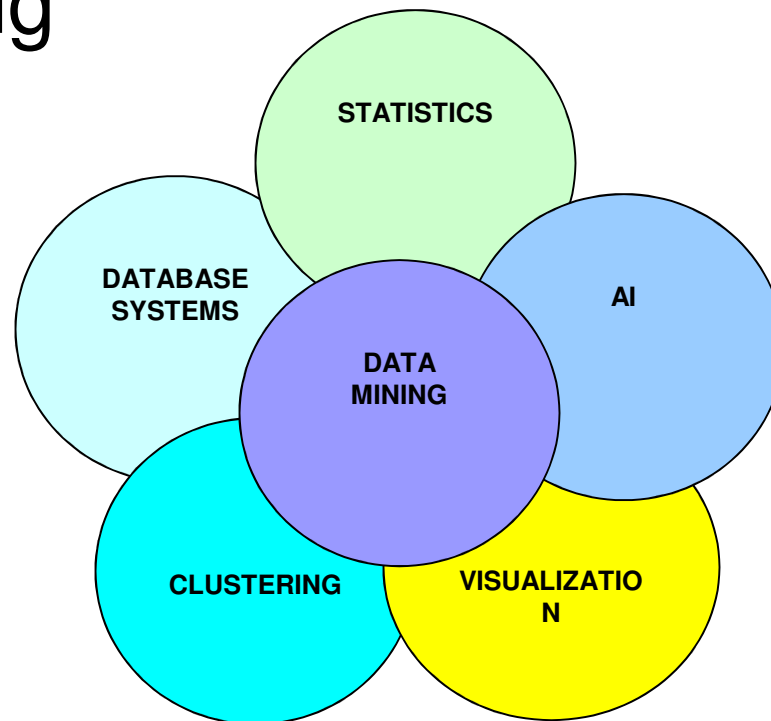 STATISTICS
DATABASE
SYSTEMS
AI
DATA
MINING
CLUSTERING
VISUALIZATIO
N